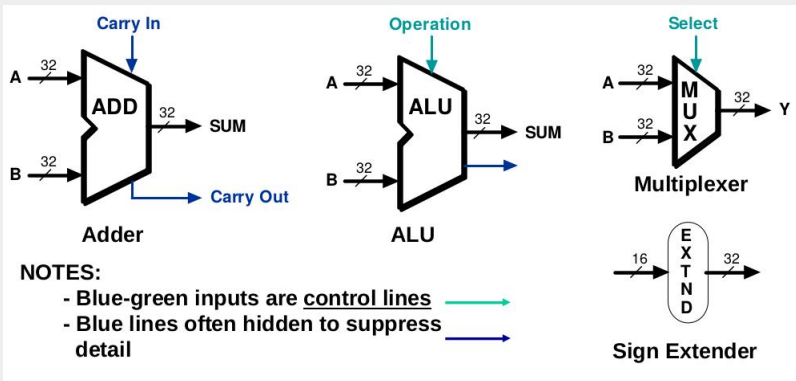 Carry In
A
32
ADD
32
SUM
B
32
Carry Out
Adder
Operation
A
32
ALU
32
SUM
B
32
ALU
Select
A
32
M
U
X
32
Y
B
32
Multiplexer
16
E
X
T
N
D
32
Sign Extender
NOTES:
- Blue-green inputs are control lines
- Blue lines often hidden to suppress
detail